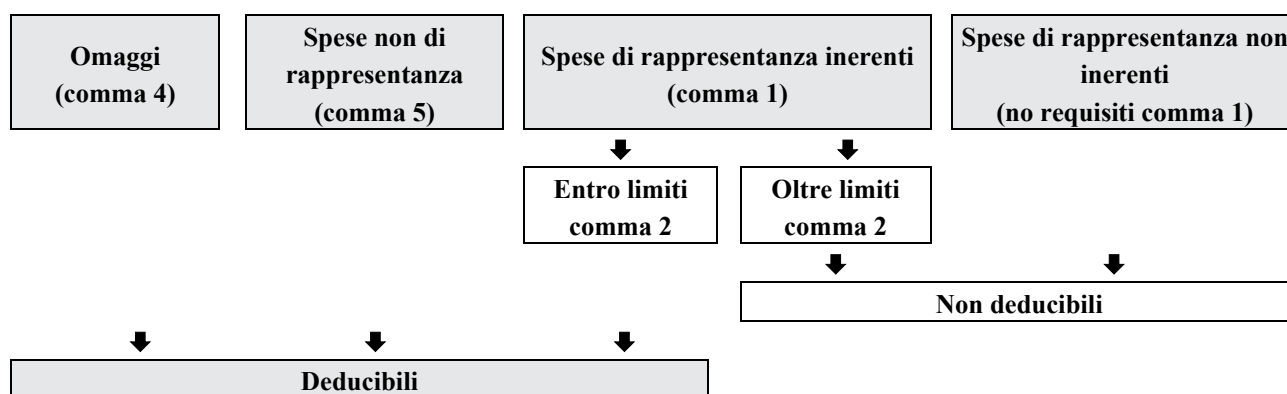 Omaggi
(comma 4)
Spese non di
rappresentanza
(comma 5)
Spese di rappresentanza inerenti
(comma 1)
Spese di rappresentanza non
inerenti
(no requisiti comma 1)
Entro limiti
comma 2
Oltre limiti
comma 2
Non deducibili
Deducibili